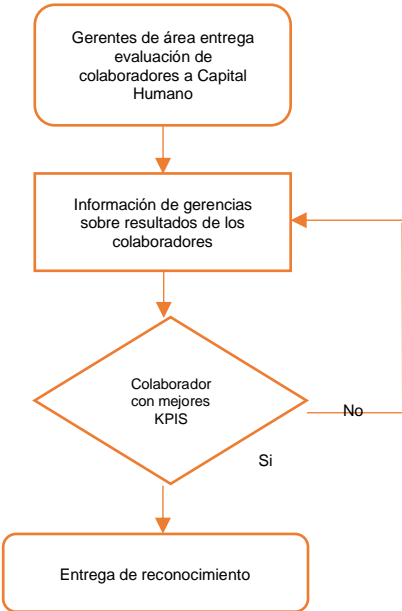 Gerentes de área entrega
evaluación de
colaboradores a Capital
Humano
Información de gerencias
sobre resultados de los
colaboradores
Colaborador
con mejores
KPIS
No
Si
Entrega de reconocimiento